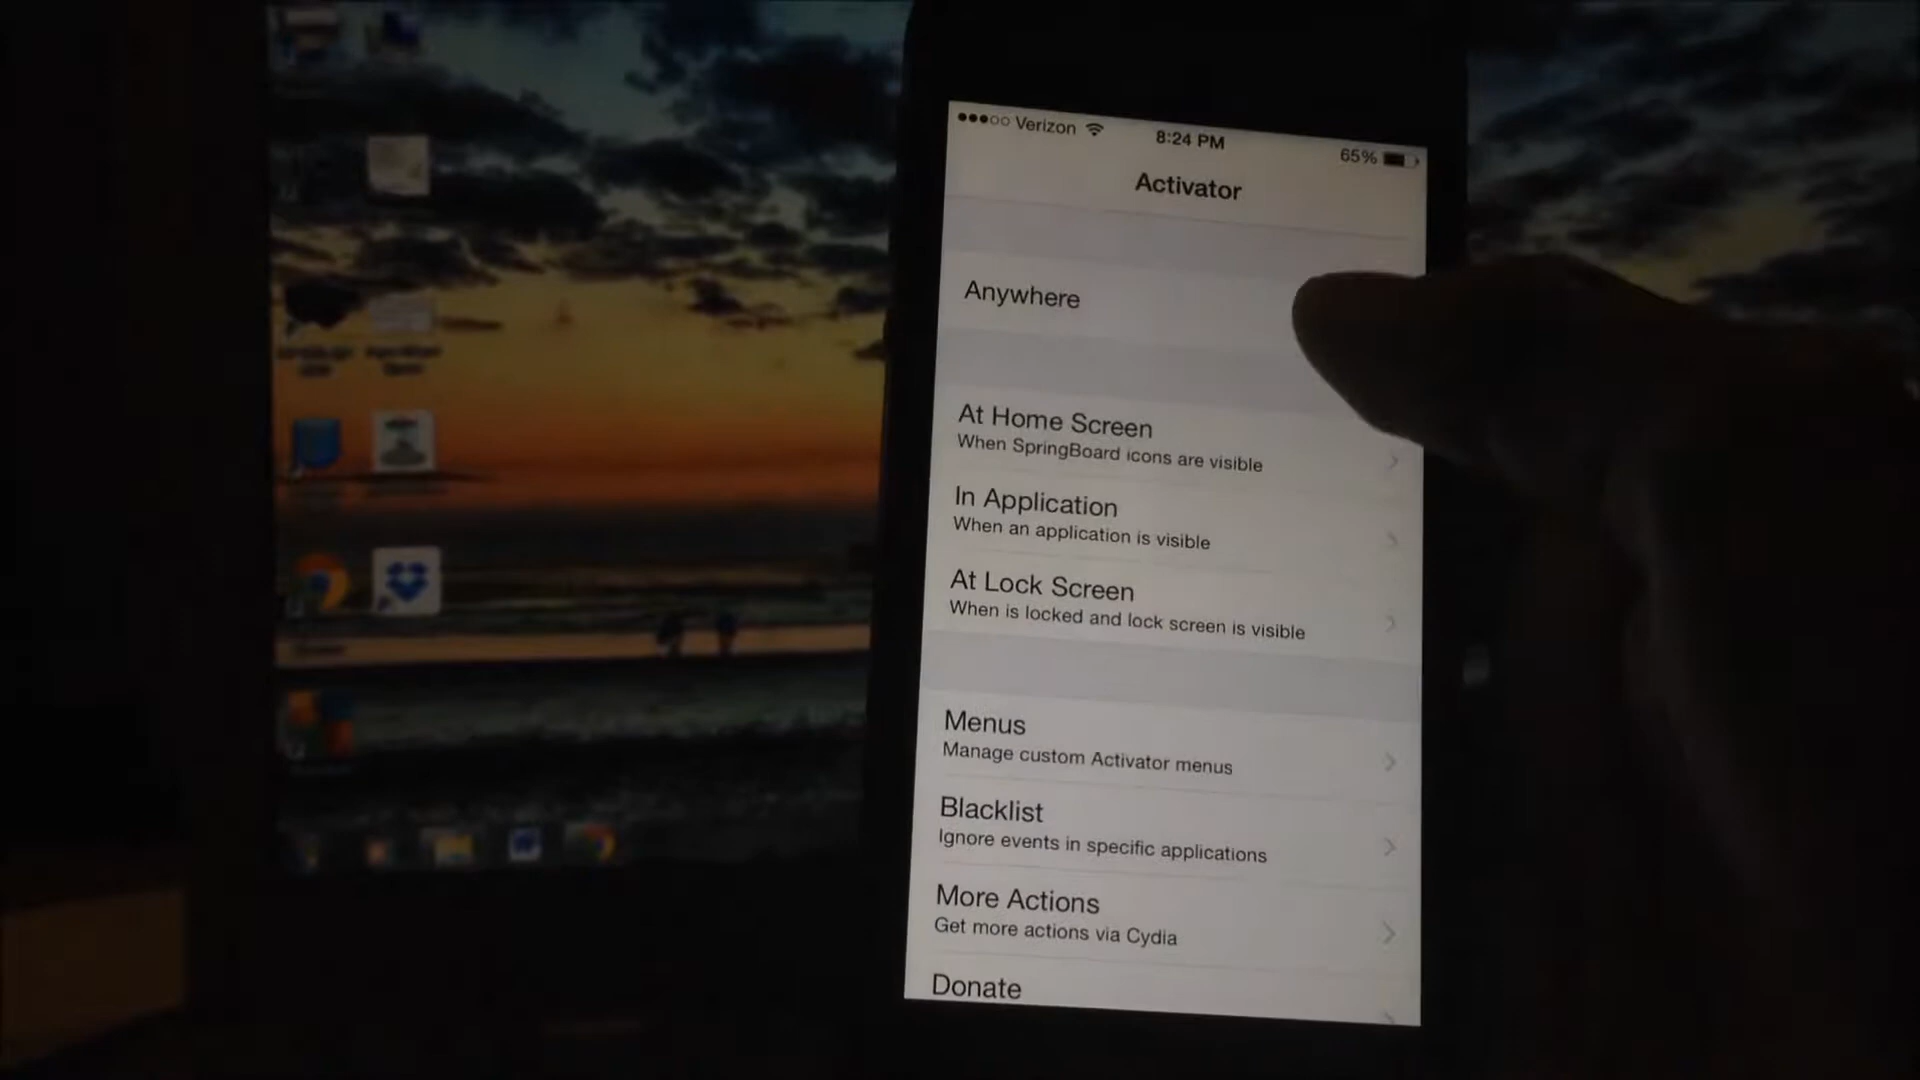 Verizon 8:24 PM 65%
Activator
Anywhere
At Home Screen
When SpringBoard icons are visible
In Application
When an application is visible
At Lock Screen
When is locked and lock screen is visible
Menus
Manage custom Activator menus
Blacklist
Ignore events in specific applications
More Actions
Get more actions via Cydia
Donate